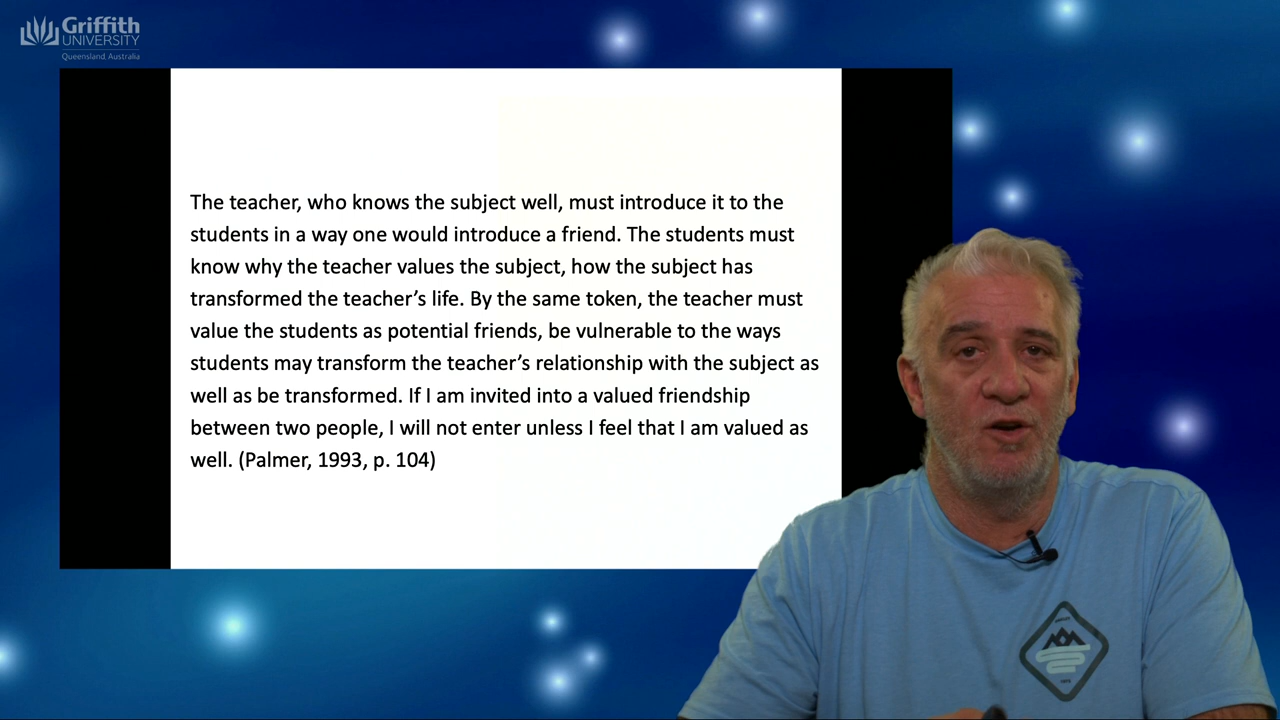 Griffith
UNIVERSITY
Queensland, Australia
The teacher, who knows the subject well, must introduce it to the
students in a way one would introduce a friend. The students must
know why the teacher values the subject, how the subject has
transformed the teacher’s life. By the same token, the teacher must
value the students as potential friends, be vulnerable to the ways
students may transform the teacher’s relationship with the subject as
well as be transformed. If I am invited into a valued friendship
between two people, I will not enter unless I feel that I am valued as
well. (Palmer, 1993, p. 104)